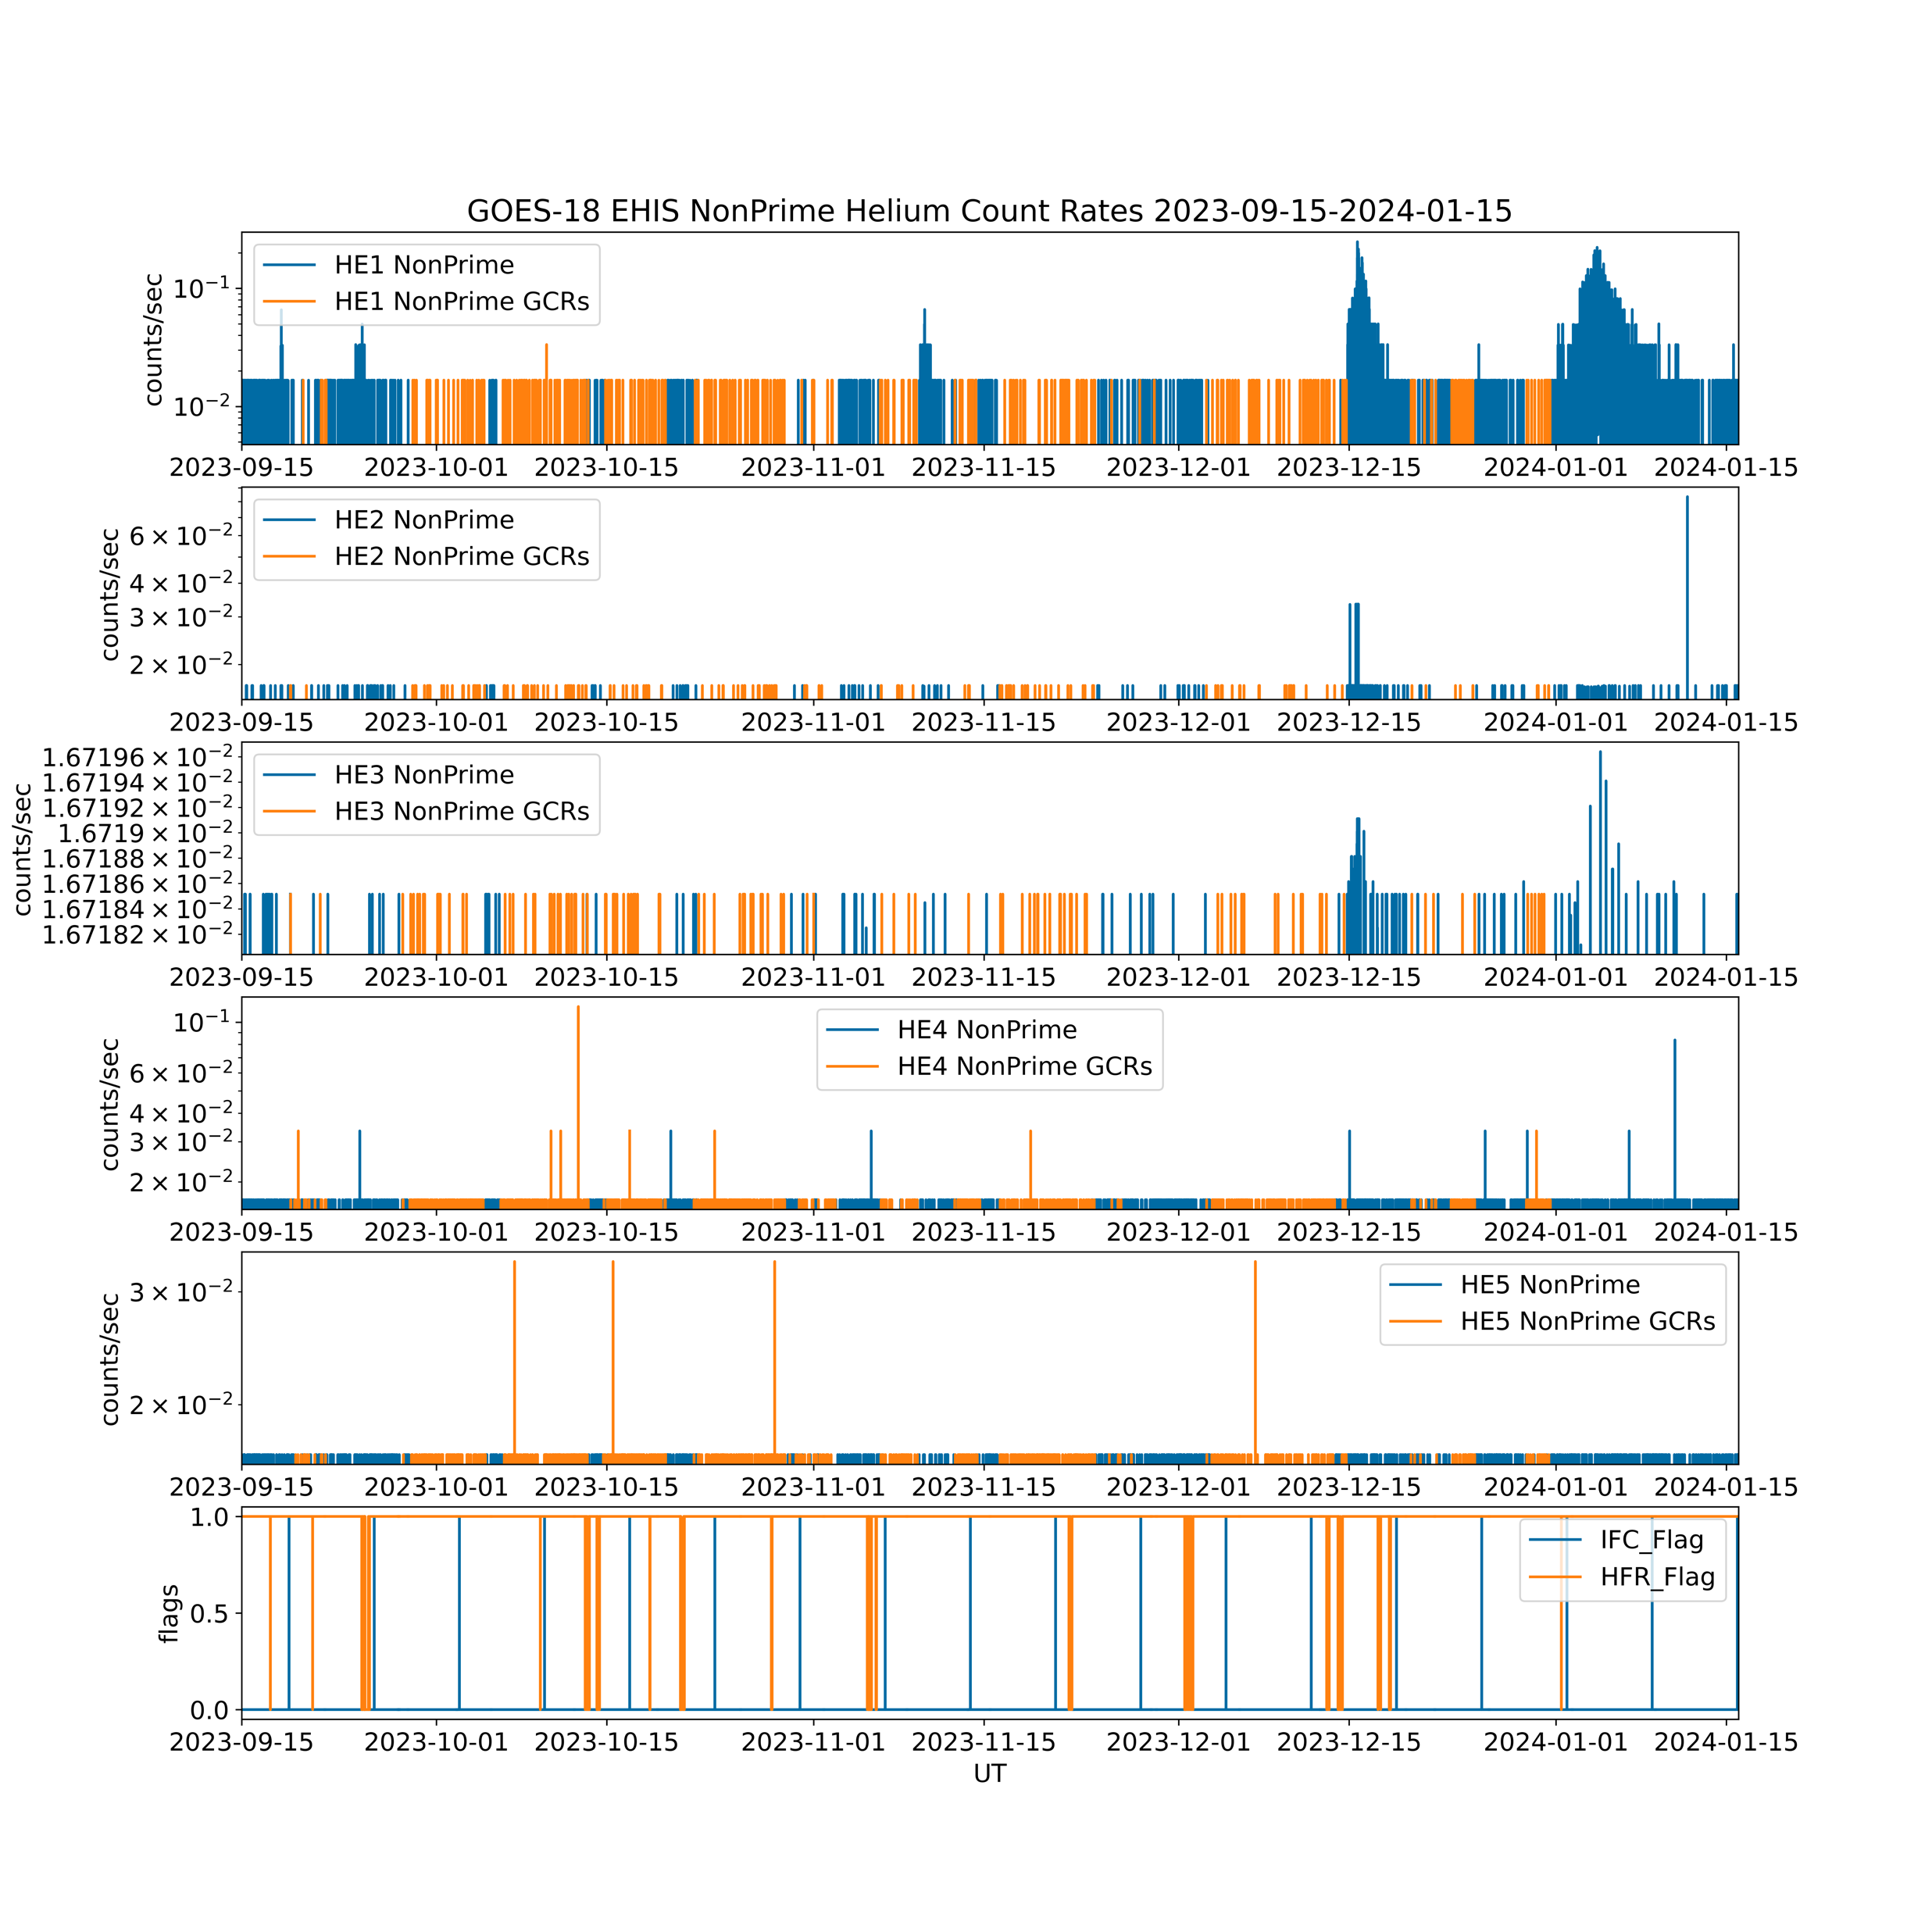 GOES-18 EHIS NonPrime Helium Count Rates 2023-09-15-2024-01-15
counts/sec
10⁻¹
10⁻²
HE1 NonPrime
HE1 NonPrime GCRs
2023-09-15 2023-10-01 2023-10-15 2023-11-01 2023-11-15 2023-12-01 2023-12-15 2024-01-01 2024-01-15
counts/sec
6 × 10⁻²
4 × 10⁻²
3 × 10⁻²
2 × 10⁻²
HE2 NonPrime
HE2 NonPrime GCRs
2023-09-15 2023-10-01 2023-10-15 2023-11-01 2023-11-15 2023-12-01 2023-12-15 2024-01-01 2024-01-15
counts/sec
1.67196 × 10⁻²
1.67194 × 10⁻²
1.67192 × 10⁻²
1.6719 × 10⁻²
1.67188 × 10⁻²
1.67186 × 10⁻²
1.67184 × 10⁻²
1.67182 × 10⁻²
HE3 NonPrime
HE3 NonPrime GCRs
2023-09-15 2023-10-01 2023-10-15 2023-11-01 2023-11-15 2023-12-01 2023-12-15 2024-01-01 2024-01-15
counts/sec
10⁻¹
6 × 10⁻²
4 × 10⁻²
3 × 10⁻²
2 × 10⁻²
HE4 NonPrime
HE4 NonPrime GCRs
2023-09-15 2023-10-01 2023-10-15 2023-11-01 2023-11-15 2023-12-01 2023-12-15 2024-01-01 2024-01-15
counts/sec
3 × 10⁻²
2 × 10⁻²
HE5 NonPrime
HE5 NonPrime GCRs
2023-09-15 2023-10-01 2023-10-15 2023-11-01 2023-11-15 2023-12-01 2023-12-15 2024-01-01 2024-01-15
flags
1.0
0.5
0.0
IFC_Flag
HFR_Flag
2023-09-15 2023-10-01 2023-10-15 2023-11-01 2023-11-15 2023-12-01 2023-12-15 2024-01-01 2024-01-15
UT